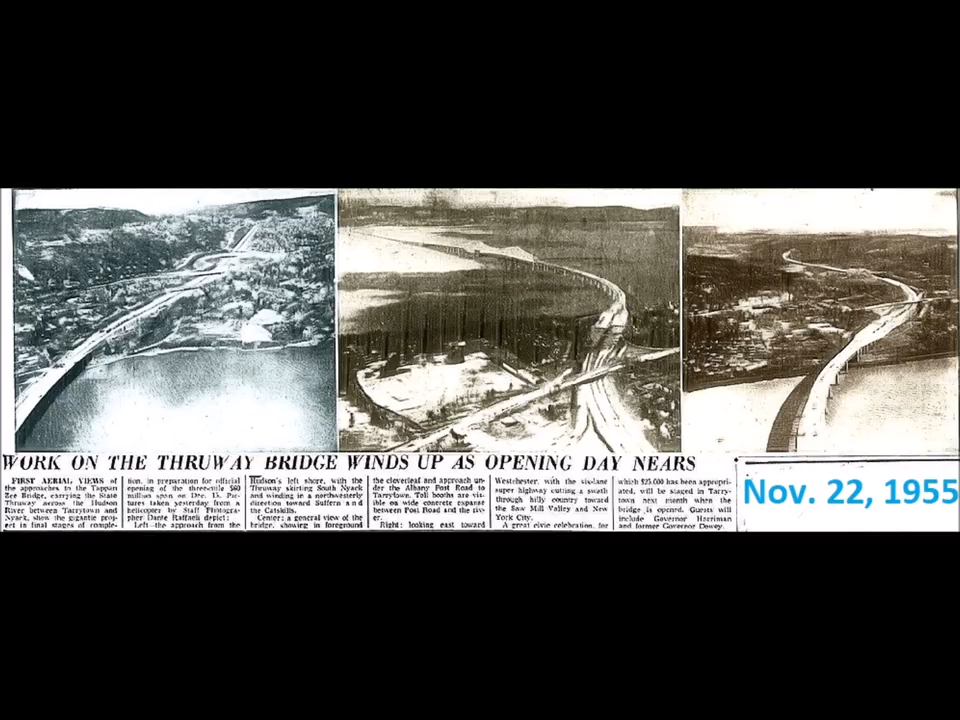 WORK ON THE THRUWAY BRIDGE WINDS UP AS OPENING DAY NEARS
FIRST AERIAL VIEWS of
the approaches to the Tappan
Zee Bridge, carrying the State
Thruway across the Hudson
River between Tarrytown and
Nyack, show the gigantic proj-
ect in final stages of comple-
tion, in preparation for official
opening of the three-mile $60
million span on Dec. 15. Pic-
tures taken yesterday from a
helicopter by Staff Photogra-
pher Dante Raffaeli depict:
Left—the approach from the
Hudson's left shore, with the
Thruway skirting South Nyack
and winding in a northwesterly
direction toward Suffern and
the Catskills.
Center: a general view of the
bridge, showing in foreground
the cloverleaf and approach un-
der the Albany Post Road to
Tarrytown. Toll booths are vis-
ible on wide concrete expanse
between Post Road and the riv-
er.
Right: looking east toward
Westchester, with the six-lane
super highway cutting a swath
through hilly country toward
the Saw Mill Valley and New
York City.
A great civic celebration, for
which $25,000 has been appropri-
ated, will be staged in Tarry-
town next month when the
bridge is opened. Guests will
include Governor Harriman
and former Governor Dewey.
Nov. 22, 1955